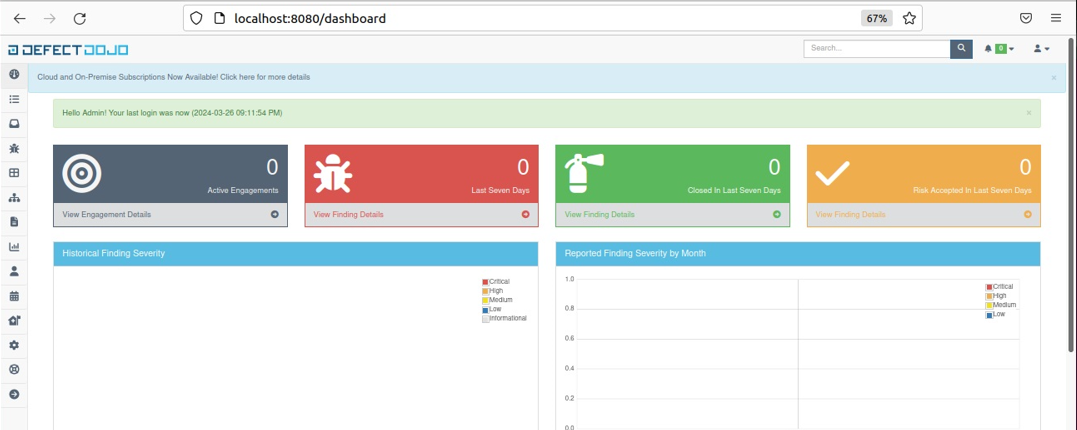 localhost:8080/dashboard
67%
DEFECTDOJO
Search...
0
Cloud and On-Premise Subscriptions Now Available! Click here for more details
×
Hello Admin! Your last login was now (2024-03-26 09:11:54 PM)
×
0
Active Engagements
View Engagement Details
0
Last Seven Days
View Finding Details
0
Closed In Last Seven Days
View Finding Details
0
Risk Accepted In Last Seven Days
View Finding Details
Historical Finding Severity
Critical
High
Medium
Low
Informational
Reported Finding Severity by Month
1.0
0.8
0.6
0.4
0.2
0.0
Critical
High
Medium
Low